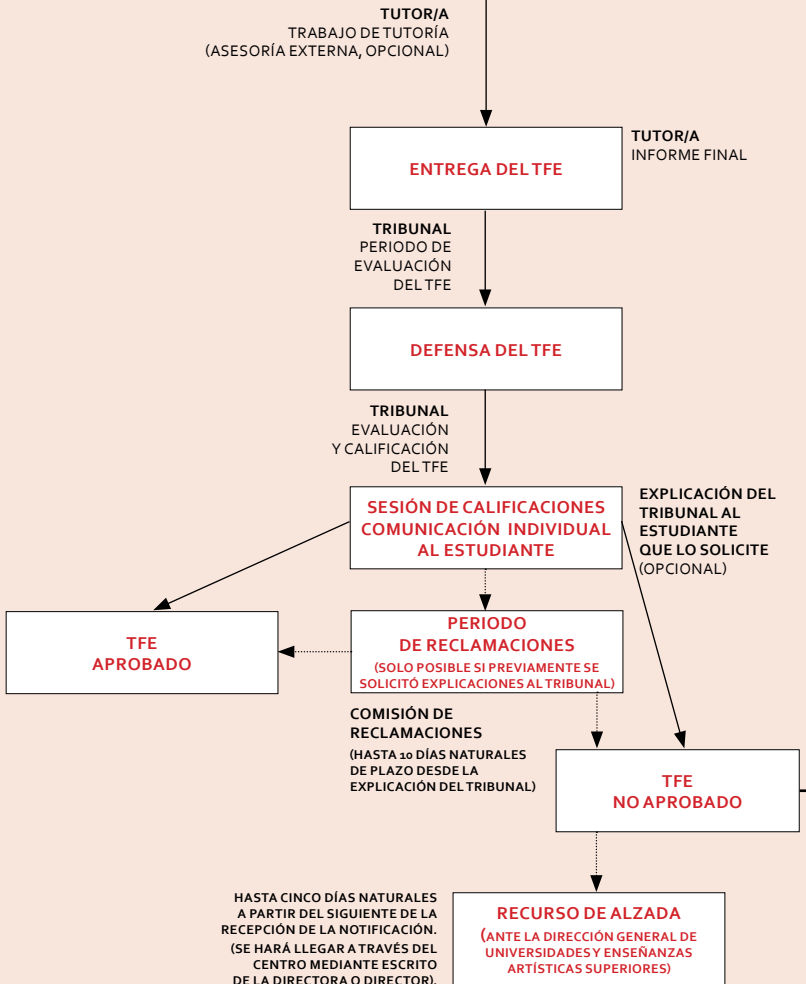 TUTOR/A
TRABAJO DE TUTORÍA
(ASESORÍA EXTERNA, OPCIONAL)
ENTREGA DEL TFE
TUTOR/A
INFORME FINAL
TRIBUNAL
PERIODO DE
EVALUACIÓN
DEL TFE
DEFENSA DEL TFE
TRIBUNAL
EVALUACIÓN
Y CALIFICACIÓN
DEL TFE
SESIÓN DE CALIFICACIONES
COMUNICACIÓN INDIVIDUAL
AL ESTUDIANTE
EXPLICACIÓN DEL
TRIBUNAL AL
ESTUDIANTE
QUE LO SOLICITE
(OPCIONAL)
TFE
APROBADO
PERIODO
DE RECLAMACIONES
(SOLO POSIBLE SI PREVIAMENTE SE
SOLICITÓ EXPLICACIONES AL TRIBUNAL)
COMISIÓN DE
RECLAMACIONES
(HASTA 10 DÍAS NATURALES
DE PLAZO DESDE LA
EXPLICACIÓN DEL TRIBUNAL)
TFE
NO APROBADO
HASTA CINCO DÍAS NATURALES
A PARTIR DEL SIGUIENTE DE LA
RECEPCIÓN DE LA NOTIFICACIÓN.
(SE HARÁ LLEGAR A TRAVÉS DEL
CENTRO MEDIANTE ESCRITO
DE LA DIRECTORA O DIRECTOR).
RECURSO DE ALZADA
(ANTE LA DIRECCIÓN GENERAL DE
UNIVERSIDADES Y ENSEÑANZAS
ARTÍSTICAS SUPERIORES)